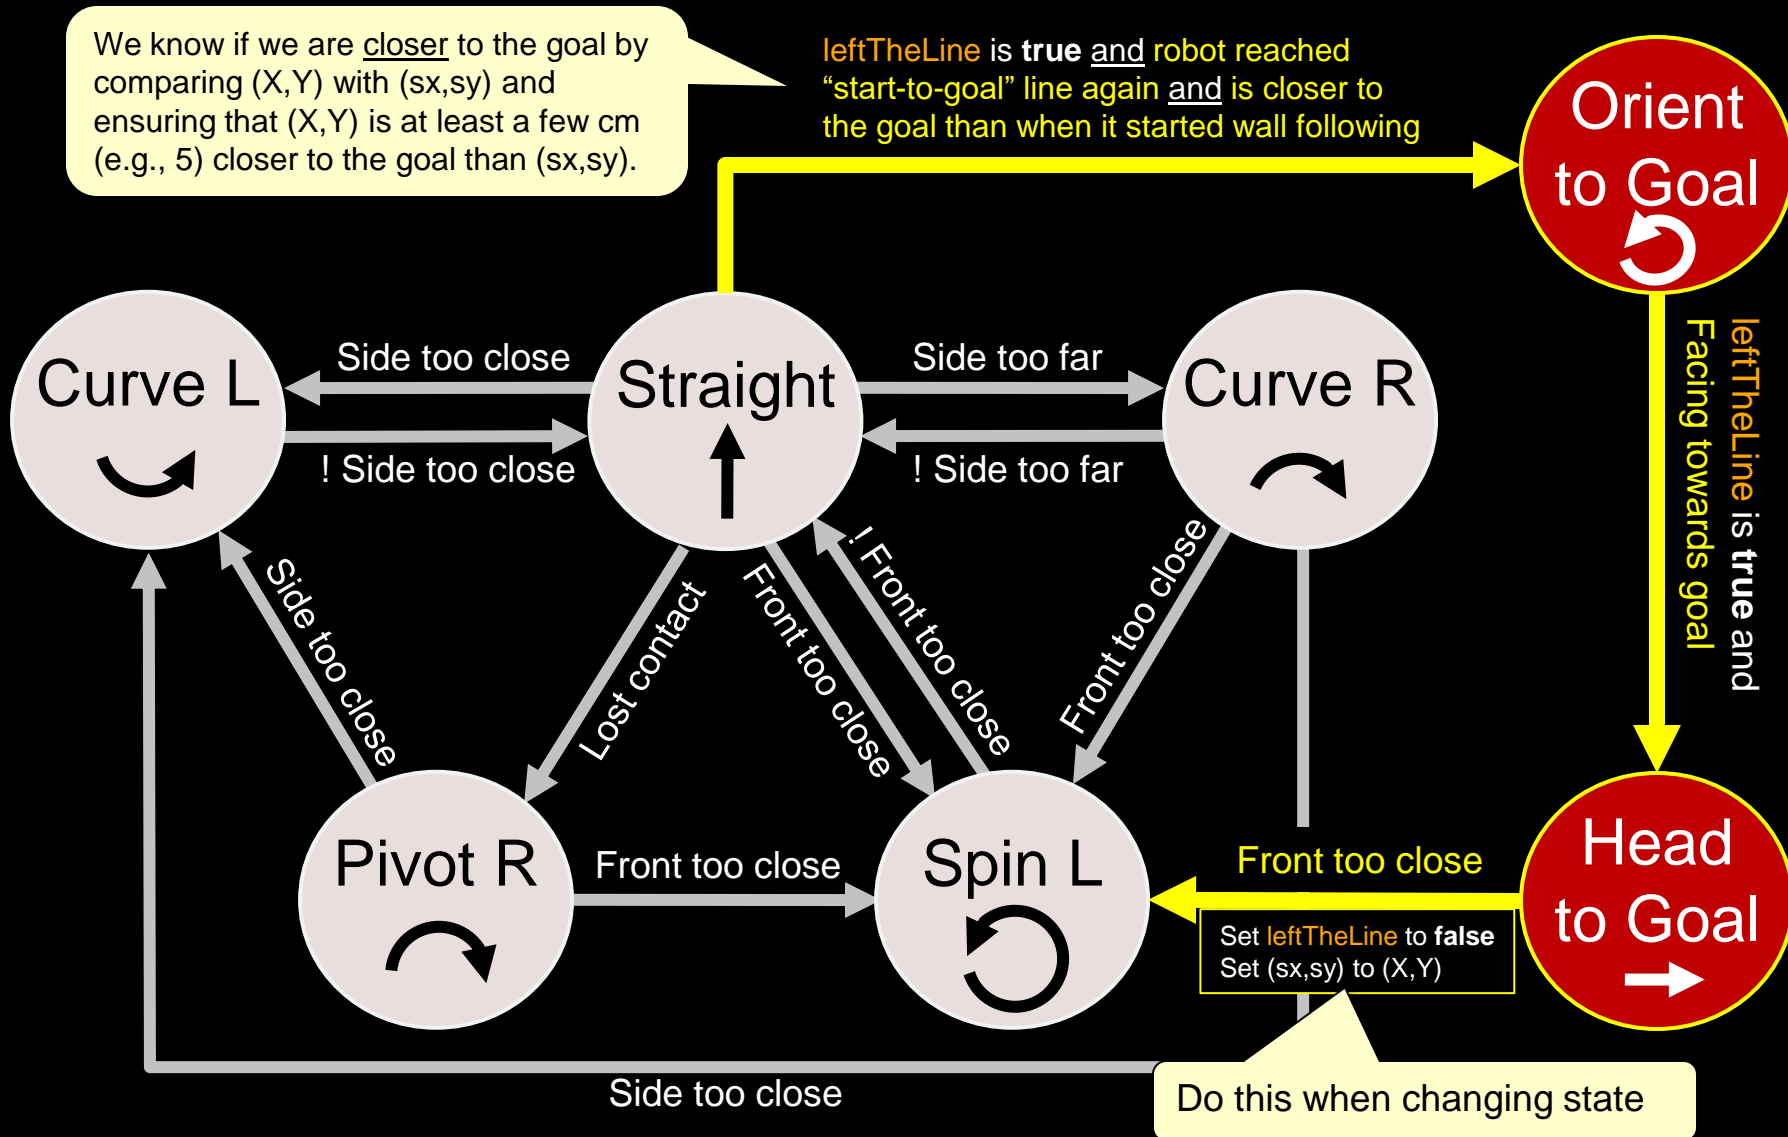 We know if we are closer to the goal by
comparing (X,Y) with (sx,sy) and
ensuring that (X,Y) is at least a few cm
(e.g., 5) closer to the goal than (sx,sy).
leftTheLine is true and robot reached
“start-to-goal” line again and is closer to
the goal than when it started wall following
Orient
to Goal
leftTheLine is true and
Facing towards goal
Curve L
Side too close
! Side too close
Straight
Side too far
! Side too far
Curve R
Side too close
Lost contact
Front too close
! Front too close
Front too close
Pivot R
Front too close
Spin L
Front too close
Set leftTheLine to false
Set (sx,sy) to (X,Y)
Head
to Goal
Side too close
Do this when changing state